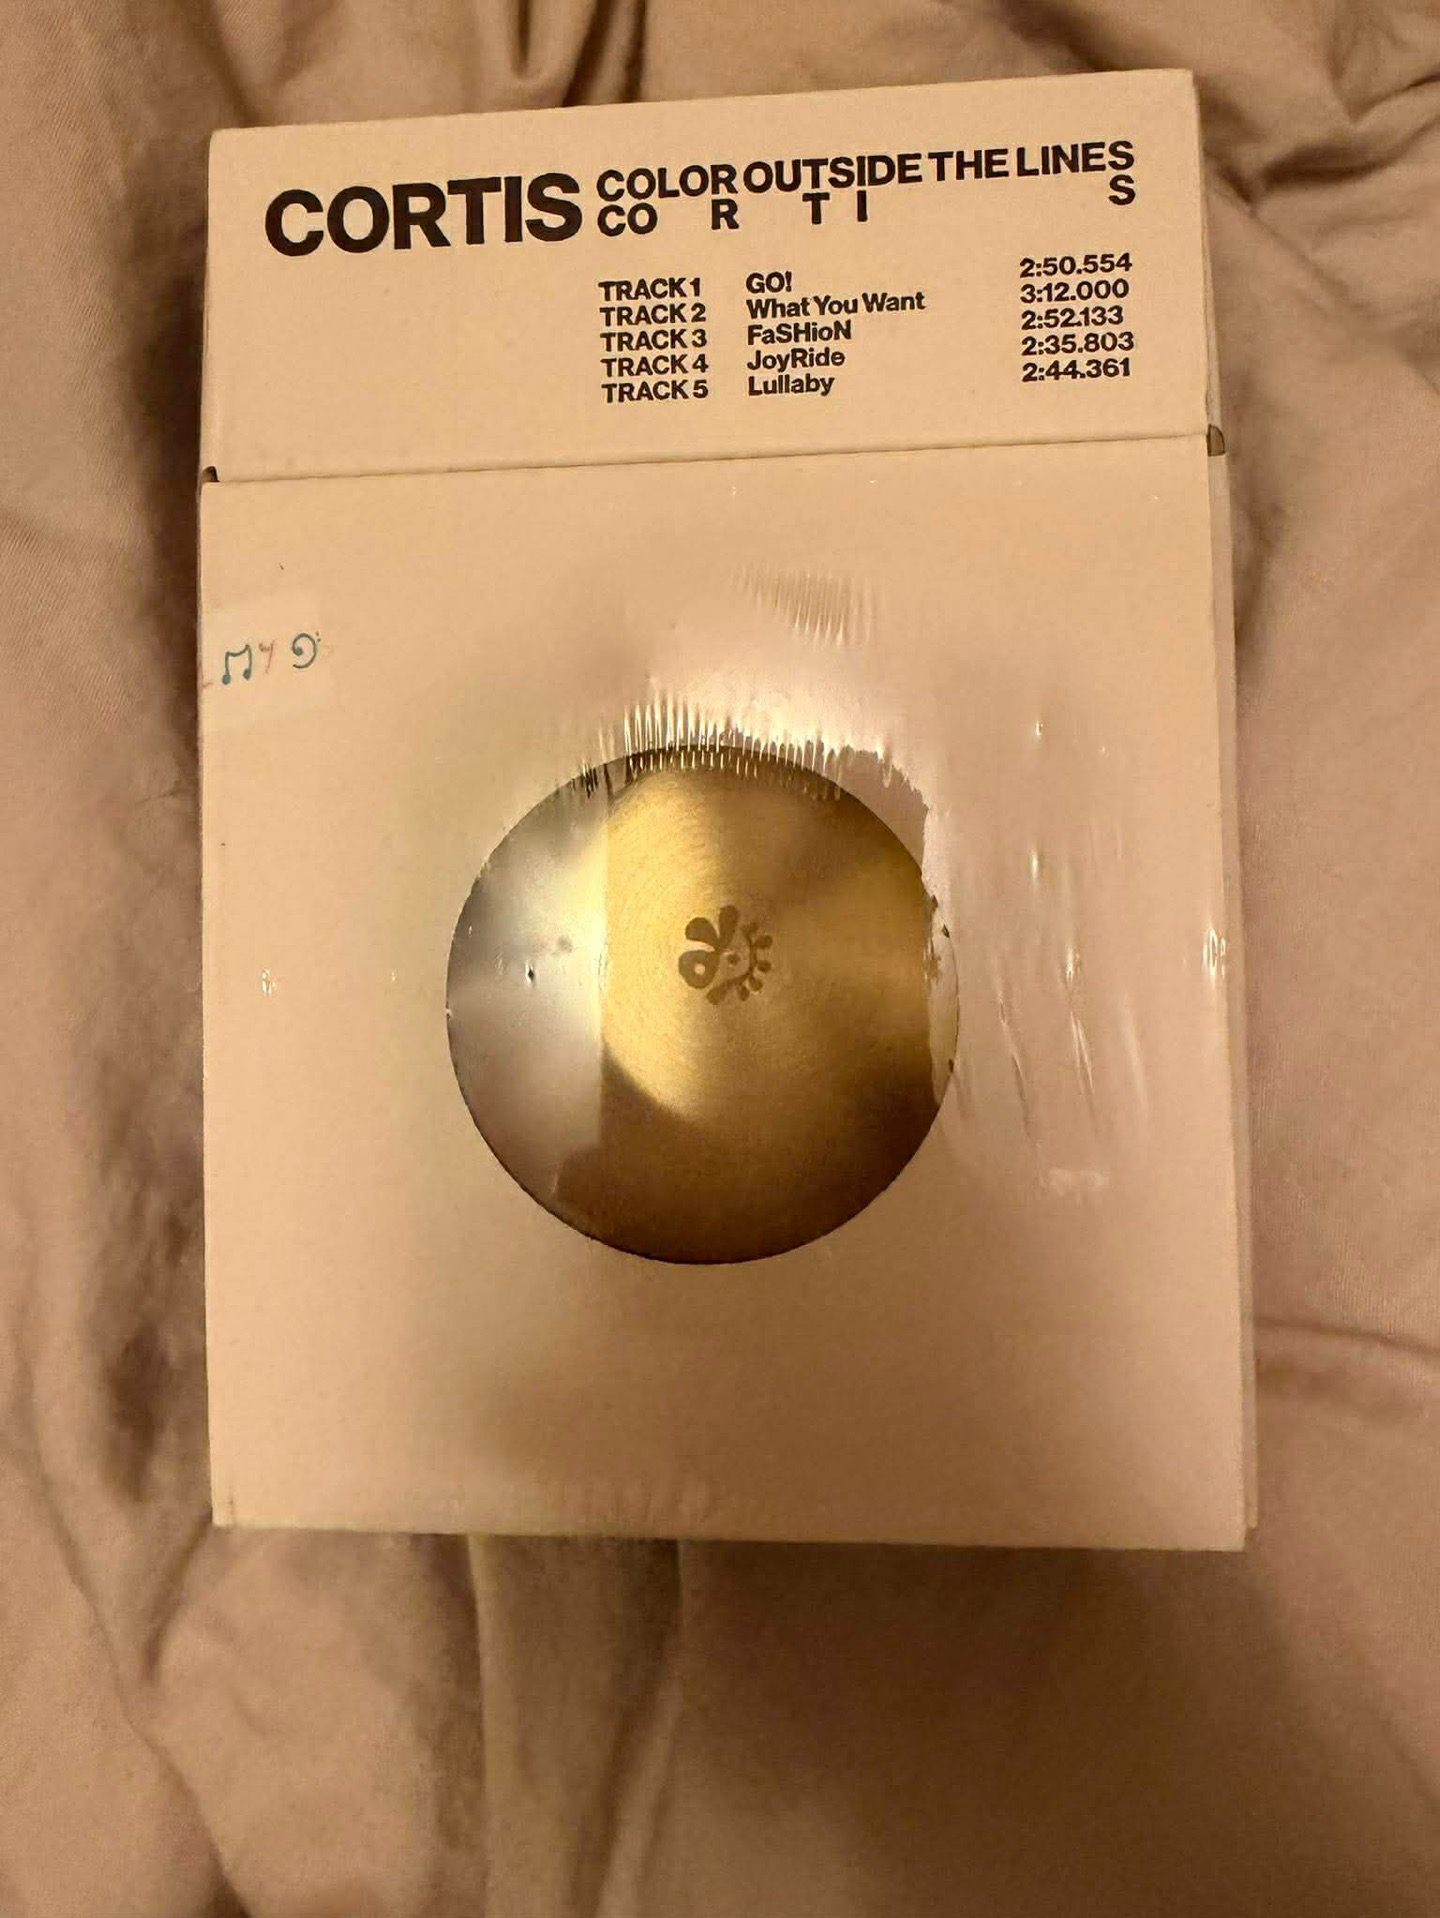 CORTIS COLOR OUTSIDE THE LINES
CO R T I S
TRACK 1 GO! 2:50.554
TRACK 2 What You Want 3:12.000
TRACK 3 FaSHioN 2:52.133
TRACK 4 JoyRide 2:35.803
TRACK 5 Lullaby 2:44.361